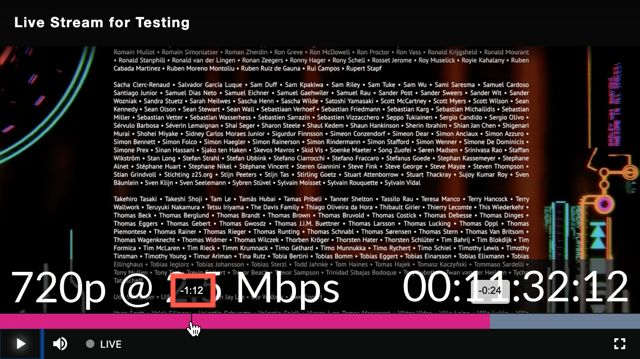 Live Stream for Testing
Romain Mullot • Romain Simoniatser • Roman Zherdin • Ron Greve • Ron McDowell • Ron Proctor • Ron Vass • Ronald Krijgsheld • Ronald Mourant
• Ronald Stanphill • Ronald van der Lingen • Ronan Zeegers • Ronny Hager • Rony Schell • Rosset Jerome • Roy Muselick • Royle Kahalany • Ruben
Cabada Martinez • Ruben Moreno Montoliu • Ruben Ruiz de Gauna • Rui Campos • Rupert Stapf
Sacha Clerc-Renaud • Salvador Garcia Luque • Sam Duff • Sam Kpakiwa • Sam Riley • Sam Tuke • Sam Wu • Sami Saresma • Samuel Cardoso
Santiago Junior • Samuel Dias Neto • Samuel Eichner • Samuel Gaehwiler • Samuel Rau • Sander Post • Sander Sweers • Sander Wit • Sander
Wozniak • Sandra Stuetz • Sarah Meilwes • Sascha Henn • Sascha Wilde • Satoshi Yamasaki • Scott McCartney • Scott Myers • Scott Wilson • Sean
Kennedy • Sean Olson • Sean Stewart • Sean Wall • Sebastiaan Verhoef • Sebastian Friedmann • Sebastian Karg • Sebastian Michailidis • Sebastian
Miller • Sebastian Vetter • Sebastian Wasserhess • Sebastian Sarrazin • Sebastian Vizzacchero • Seppo Tukiainen • Sergio Candido • Sergio Olivo •
Sérvulo Barbosa • Séverin Lemaignan • Shai Seger • Sharon Steele • Shaul Kedem • Shaun Hankinson • Sherin Ibrahim • Shian Jan Chen • Shigenari
Murai • Shohei Miyake • Sidney Carlos Moraes Junior • Sigurdur Finnsson • Simeon Conzendorf • Simeon Dear • Simon Anciaux • Simon Azzuro •
Simon Bennett • Simon Folco • Simon Haegler • Simon Rainerson • Simon Rindermann • Simon Stafford • Simon Wenner • Simone De Dominicis •
Simone Pre • Simon Hassani • Sjako ten Haken • Skevos Mavros • Skid Vis • Soenke Maeter • Song Zuofei • Søren Madsen • Srinivasa Rao • Staffan
Wikström • Stan Long • Stefan Strahl • Stefan Ubbink • Stefano Ciarrocchi • Stefano Fraccaro • Stefanus Goede • Stephan Kassemeyer • Stephane
Alnet • Stéphane Huart • Stephane Nikel • Stéphane Vincent • Steren Giannini • Steve Fink • Steve George • Steve Mayze • Steven Thompson •
Stian Grindvoll • Stichting z25.org • Stijn Peeters • Stijn Tas • Stirling Goetz • Stuart Attenborrow • Stuart Thackray • Sujoy Kumar Roy • Sven
Bäunlein • Sven Klijn • Sven Seelemann • Sybren Stüvel • Sylvain Moisset • Sylvain Rouquette • Sylvain Vidal
Takehiro Tasaki • Takeshi Shoji • Tam Le • Tamás Hubai • Tamas Pribeli • Tanner Shelton • Tassilo Rau • Teresa Manco • Terry Hancock • Terry
Wallwork • Teruyuki Nakamura • Tetsu Iriyama • The Davis Family • Thiago Oliveira da Hora • Thibault Girier • Thierry Leconte • This Wiederkehr •
Thomas Beck • Thomas Berglund • Thomas Brandt • Thomas Brown • Thomas Bruvold • Thomas Costick • Thomas Debesse • Thomas Dinges •
Thomas Eggers • Thomas Gebert • Thomas Gwosdz • Thomas J.M. Buettner • Thomas Larsson • Thomas Lucking • Thomas Oppl • Thomas
Piemontese • Thomas Raine • Thomas Rieger • Thomas Runting • Thomas Schnabl • Thomas Sørensen • Thomas Stern • Thomas Van Britsom •
Thomas Wagenknecht • Thomas Widmer • Thomas Wilczek • Thorben Krüger • Thorsten Hatter • Thorsten Schlüter • Tim Bahrij • Tim Blokdijk • Tim
Formica • Tim McLaren • Tim Rieck • Timm Krumnack • Timo Gelhard • Timo Munnukka • Timo Rychert • Timo Schiel • Timothy Lewis • Timothy
Tinsman • Timothy Young • Timur Ariman • Tina Rutz • Tobia Bertini • Tobias Bomm • Tobias Eggert • Tobias Einarsson • Tobias Ellixmann • Tobias
720p @ 5 Mbps
00:11:32:12
-1:12
-0:24
LIVE